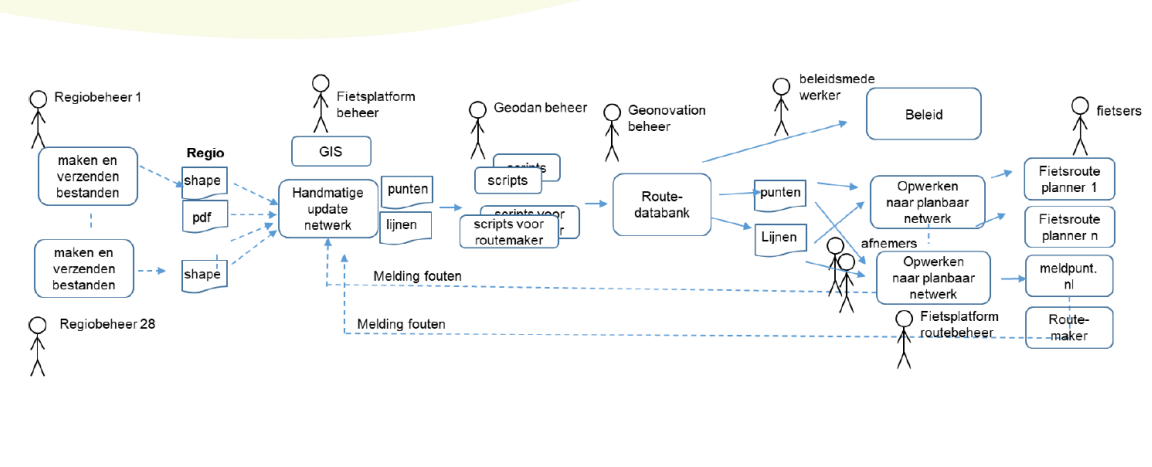 Regiobeheer 1
maken en
verzenden
bestanden
maken en
verzenden
bestanden
Regiobeheer 28
Regio
shape
pdf
shape
Fietsplatform
beheer
GIS
Handmatige
update
netwerk
punten
lijnen
Geodan beheer
scripts
scripts
scripts voor
scripts voor
routemaker
Geonovation
beheer
Route-
databank
beleidsmede
werker
Beleid
punten
Lijnen
Opwerken
naar planbaar
netwerk
afnemers
Opwerken
naar planbaar
netwerk
Fietsplatform
routebeheer
fietsers
Fietsroute
planner 1
Fietsroute
planner n
meldpunt.
nl
Route-
maker
Melding fouten
Melding fouten